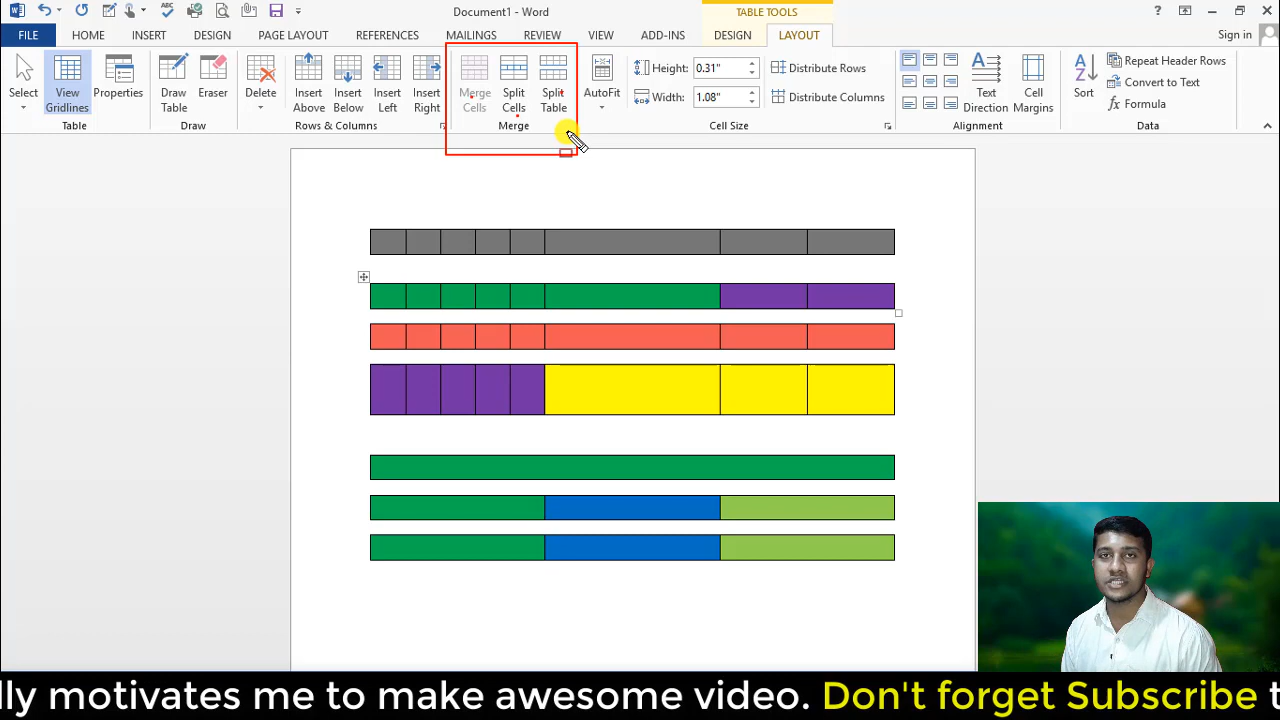 Document1 - Word
TABLE TOOLS
?
FILE
HOME
INSERT
DESIGN
PAGE LAYOUT
REFERENCES
MAILINGS
REVIEW
VIEW
ADD-INS
DESIGN
LAYOUT
Sign in
Select
View Gridlines
Properties
Table
Draw Table
Eraser
Draw
Delete
Insert Above
Insert Below
Insert Left
Insert Right
Rows & Columns
Merge Cells
Split Cells
Split Table
Merge
AutoFit
Height: 0.31"
Width: 1.08"
Distribute Rows
Distribute Columns
Cell Size
Text Direction
Cell Margins
Alignment
Sort
Repeat Header Rows
Convert to Text
Formula
Data
lly motivates me to make awesome video. Don't forget Subscribe t